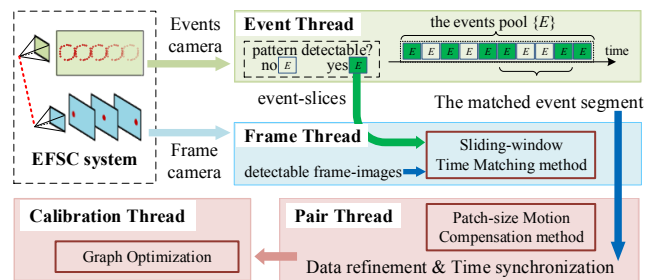 Events camera
EFSC system
Frame camera
Event Thread
pattern detectable?
no E yes E
the events pool {E}
E E E E E E E E E E
time
event-slices
The matched event segment
Frame Thread
Sliding-window
Time Matching method
detectable frame-images
Calibration Thread
Graph Optimization
Pair Thread
Patch-size Motion
Compensation method
Data refinement & Time synchronization